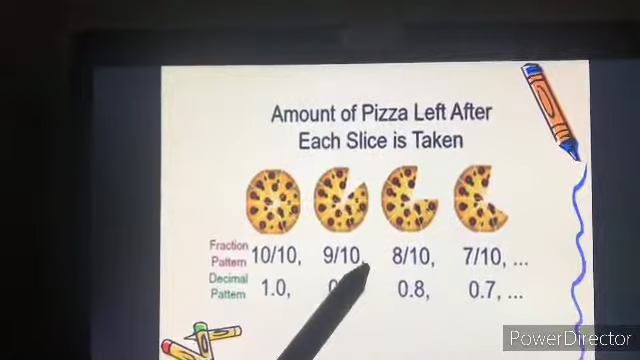 Amount of Pizza Left After
Each Slice is Taken
Fraction
Pattern
10/10, 9/10, 8/10, 7/10, ...
Decimal
Pattern
1.0, 0.8, 0.7, ...
PowerDirector